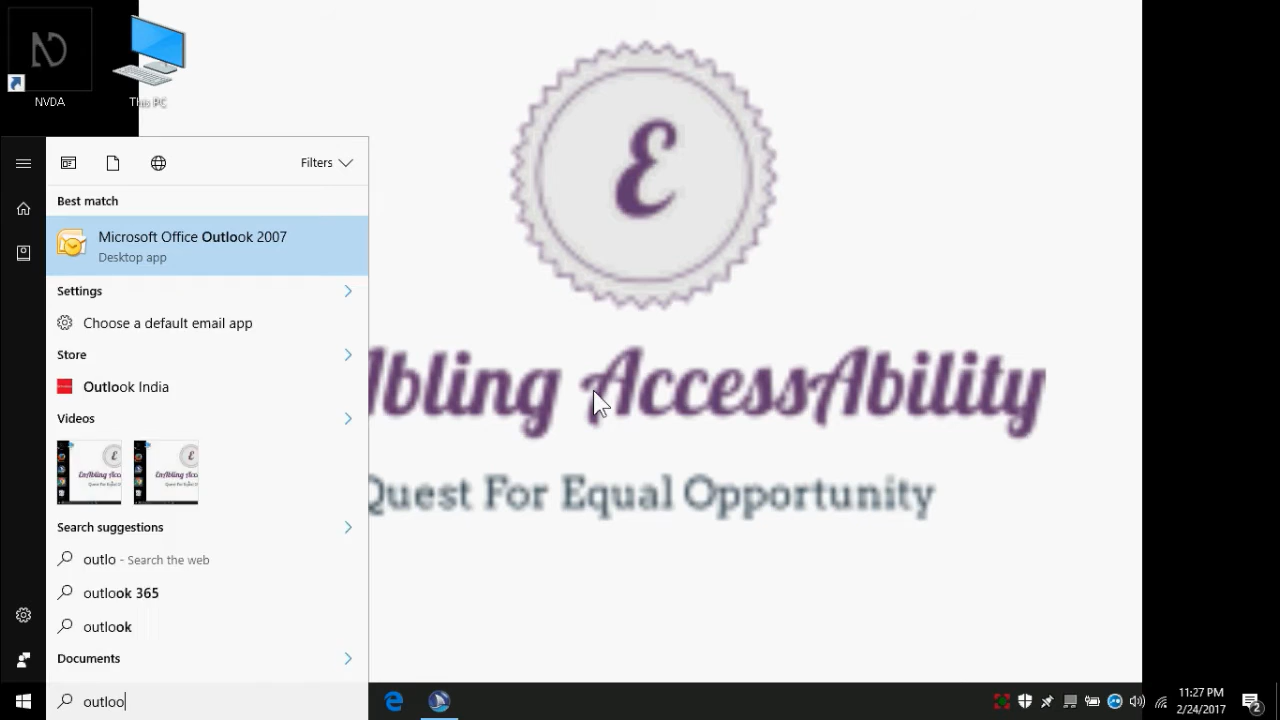 NVDA
This PC
Filters
Best match
Microsoft Office Outlook 2007
Desktop app
Settings
Choose a default email app
Store
Outlook India
Videos
Search suggestions
outlo - Search the web
outlook 365
outlook
Documents
outloo
E
Abling AccessAbility
Quest For Equal Opportunity
11:27 PM
2/24/2017
2